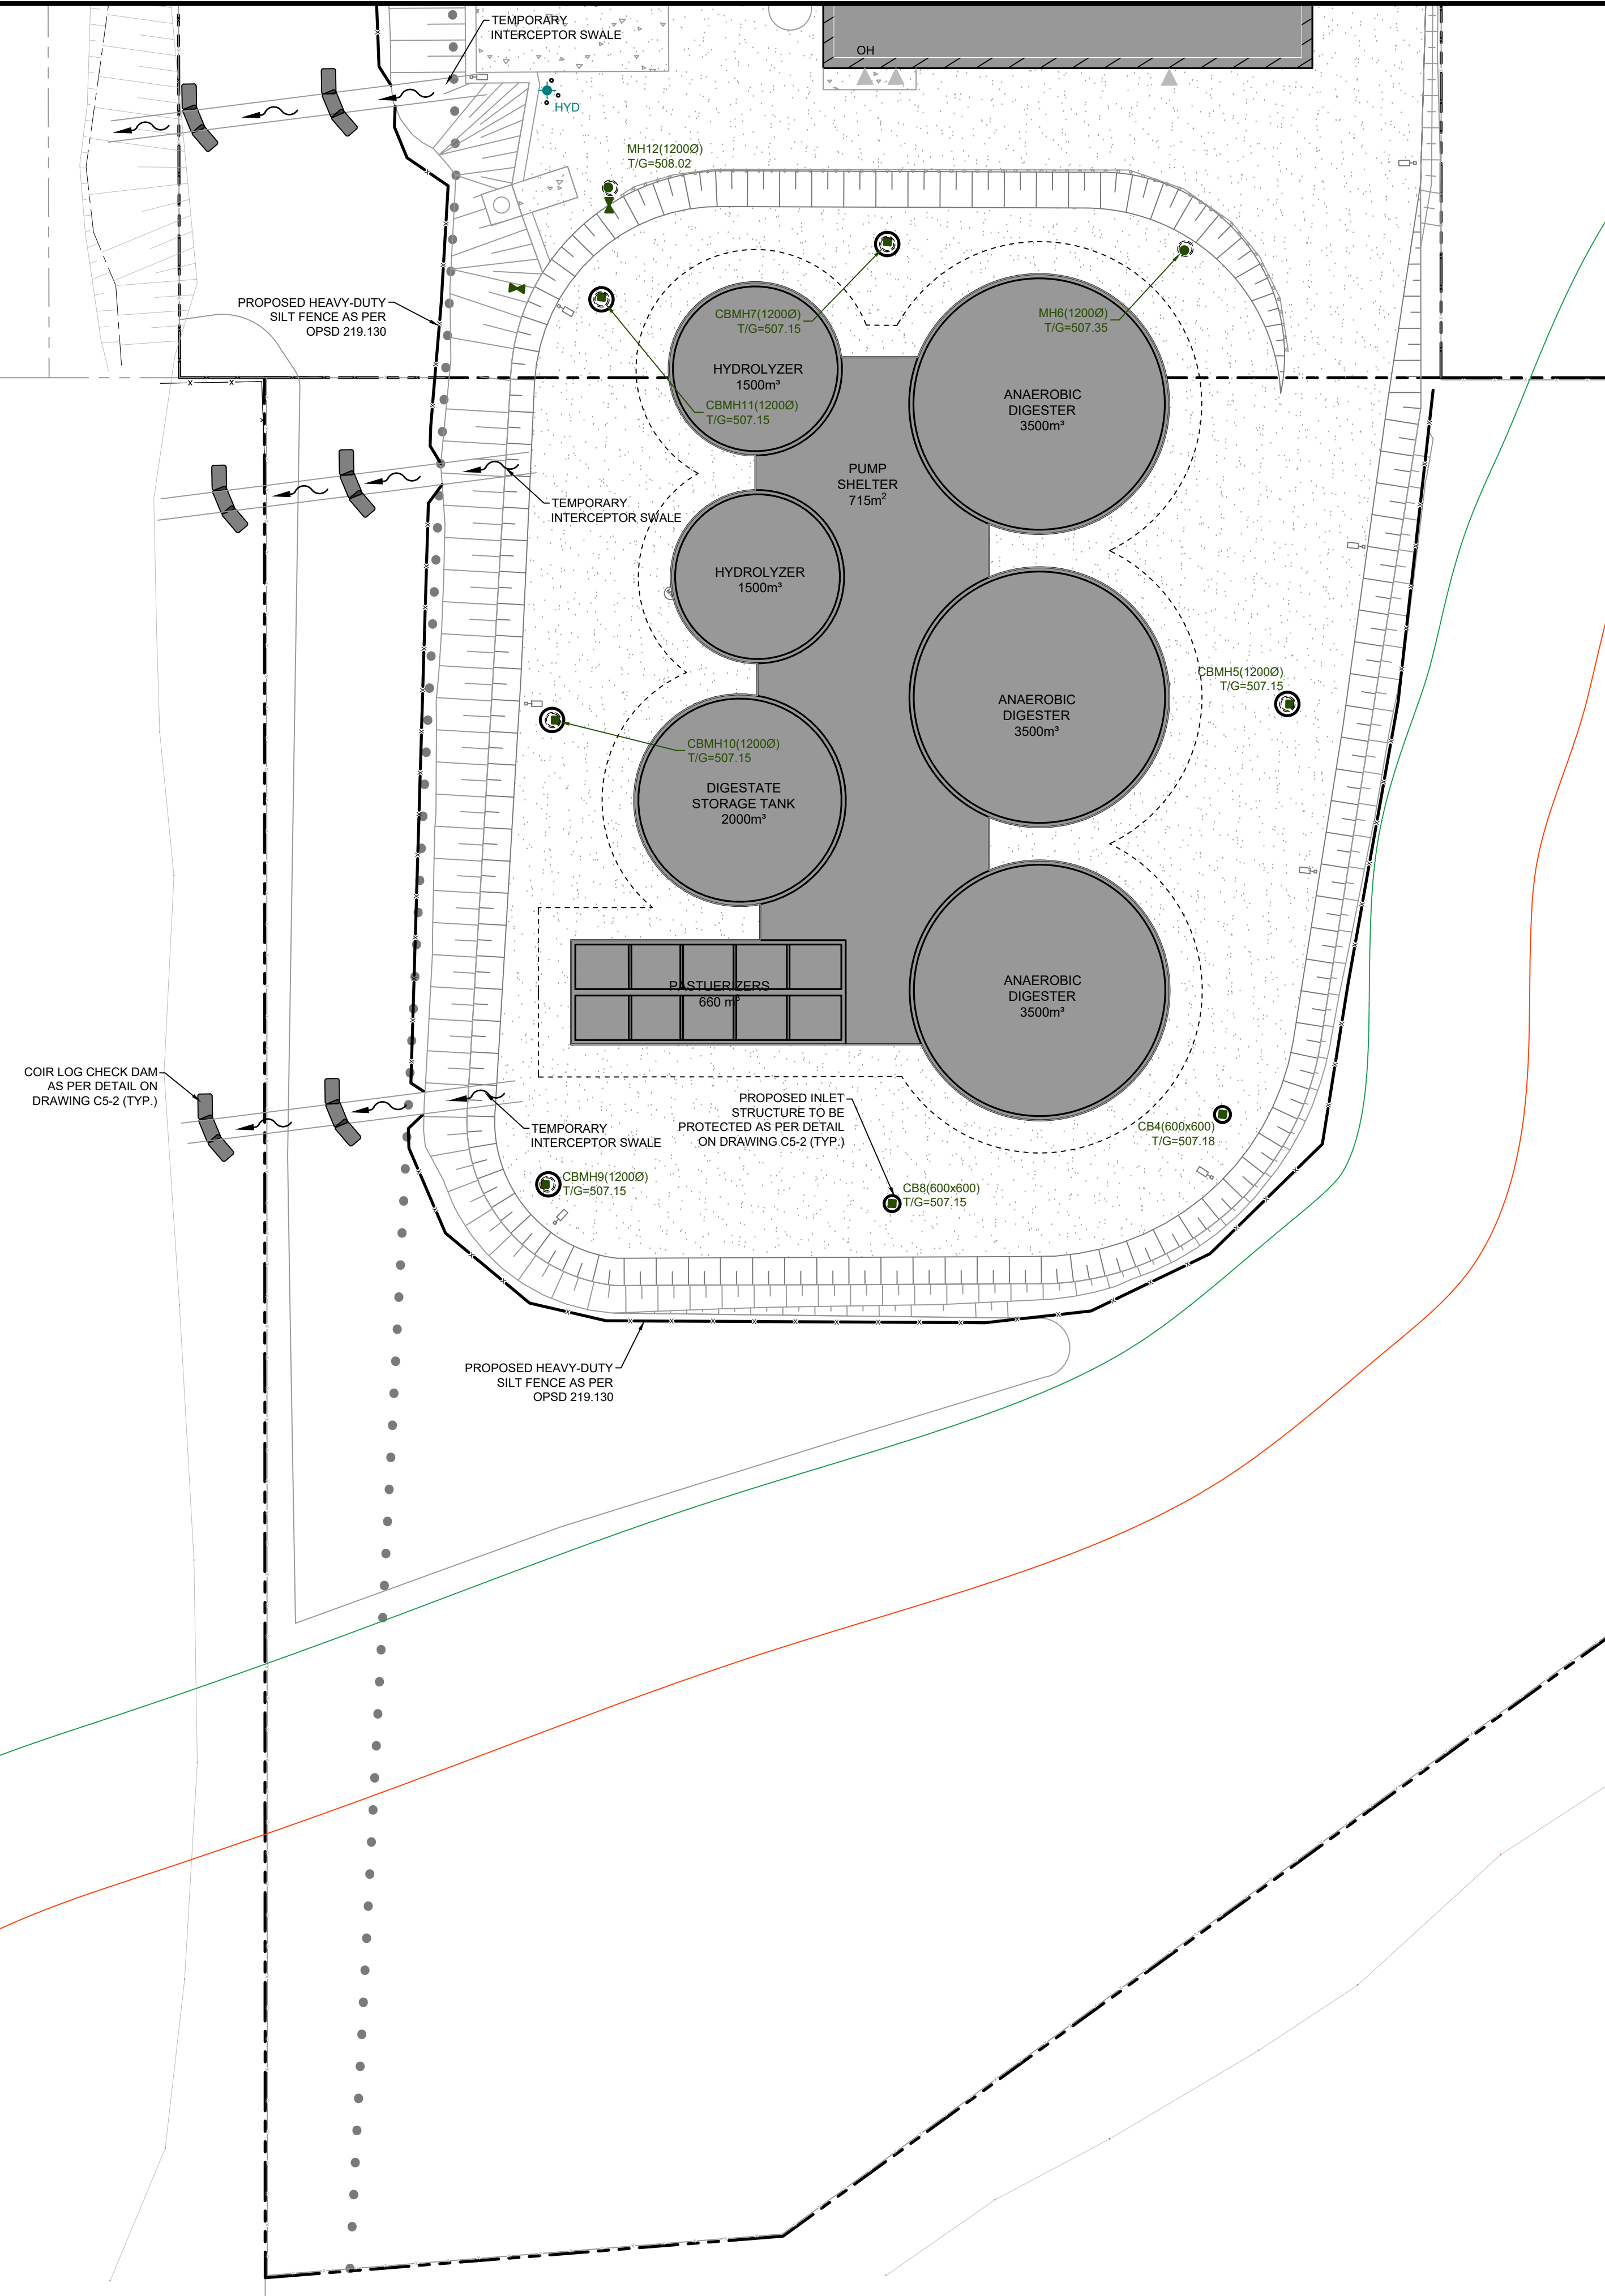 TEMPORARY
INTERCEPTOR SWALE
OH
HYD
MH12(1200Ø)
T/G=508.02
PROPOSED HEAVY-DUTY
SILT FENCE AS PER
OPSD 219.130
CBMH7(1200Ø)
T/G=507.15
MH6(1200Ø)
T/G=507.35
HYDROLYZER
1500m³
CBMH11(1200Ø)
T/G=507.15
ANAEROBIC
DIGESTER
3500m³
PUMP
SHELTER
715m²
TEMPORARY
INTERCEPTOR SWALE
HYDROLYZER
1500m³
CBMH5(1200Ø)
T/G=507.15
ANAEROBIC
DIGESTER
3500m³
CBMH10(1200Ø)
T/G=507.15
DIGESTATE
STORAGE TANK
2000m³
PASTUERIZERS
660 m³
ANAEROBIC
DIGESTER
3500m³
COIR LOG CHECK DAM
AS PER DETAIL ON
DRAWING C5-2 (TYP.)
TEMPORARY
INTERCEPTOR SWALE
PROPOSED INLET
STRUCTURE TO BE
PROTECTED AS PER DETAIL
ON DRAWING C5-2 (TYP.)
CB4(600x600)
T/G=507.18
CBMH9(1200Ø)
T/G=507.15
CB8(600x600)
T/G=507.15
PROPOSED HEAVY-DUTY
SILT FENCE AS PER
OPSD 219.130